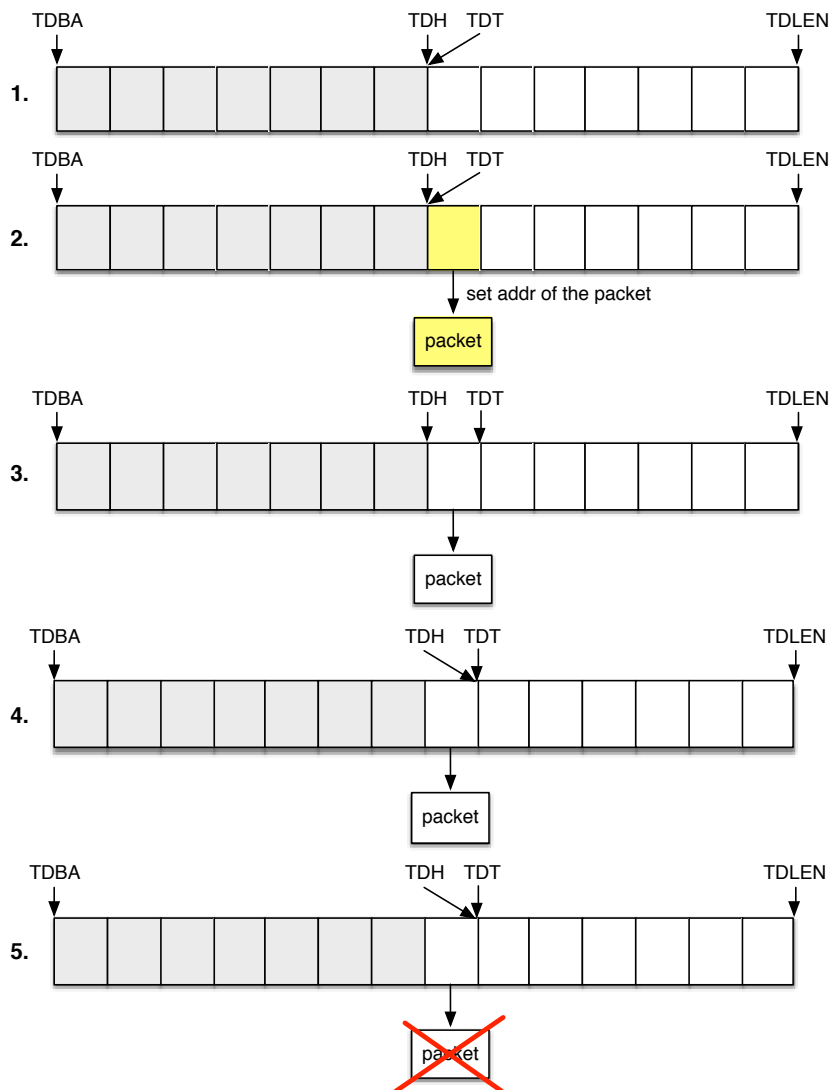 TDBA TDH TDT TDLEN
1.
TDBA TDH TDT TDLEN
2.
set addr of the packet
packet
TDBA TDH TDT TDLEN
3.
packet
TDBA TDH TDT TDLEN
4.
packet
TDBA TDH TDT TDLEN
5.
packet